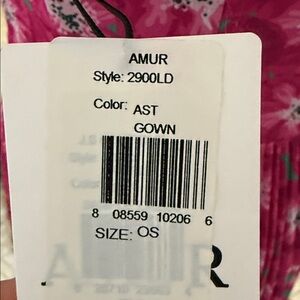 AMUR
Style: 2900LD
Color: AST
GOWN
8 08559 10206 6
SIZE: OS
R